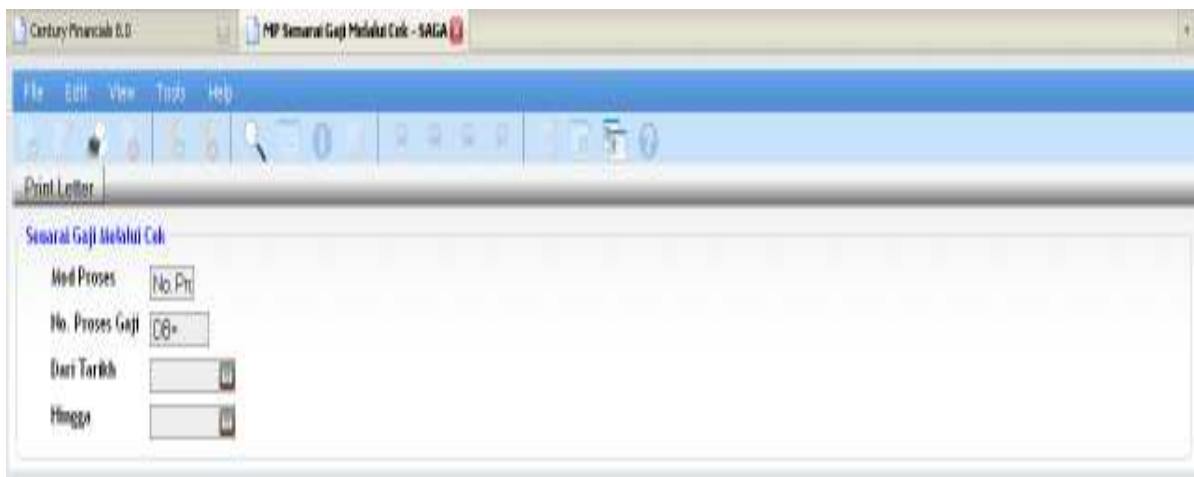 Century Financials 8.0
MP Senarai Gaji Melalui Cek - SAGA
File Edit View Tools Help
Print Letter
Senarai Gaji Melalui Cek
Mod Proses No. Pro
No. Proses Gaji
Dari Tarikh
Hingga